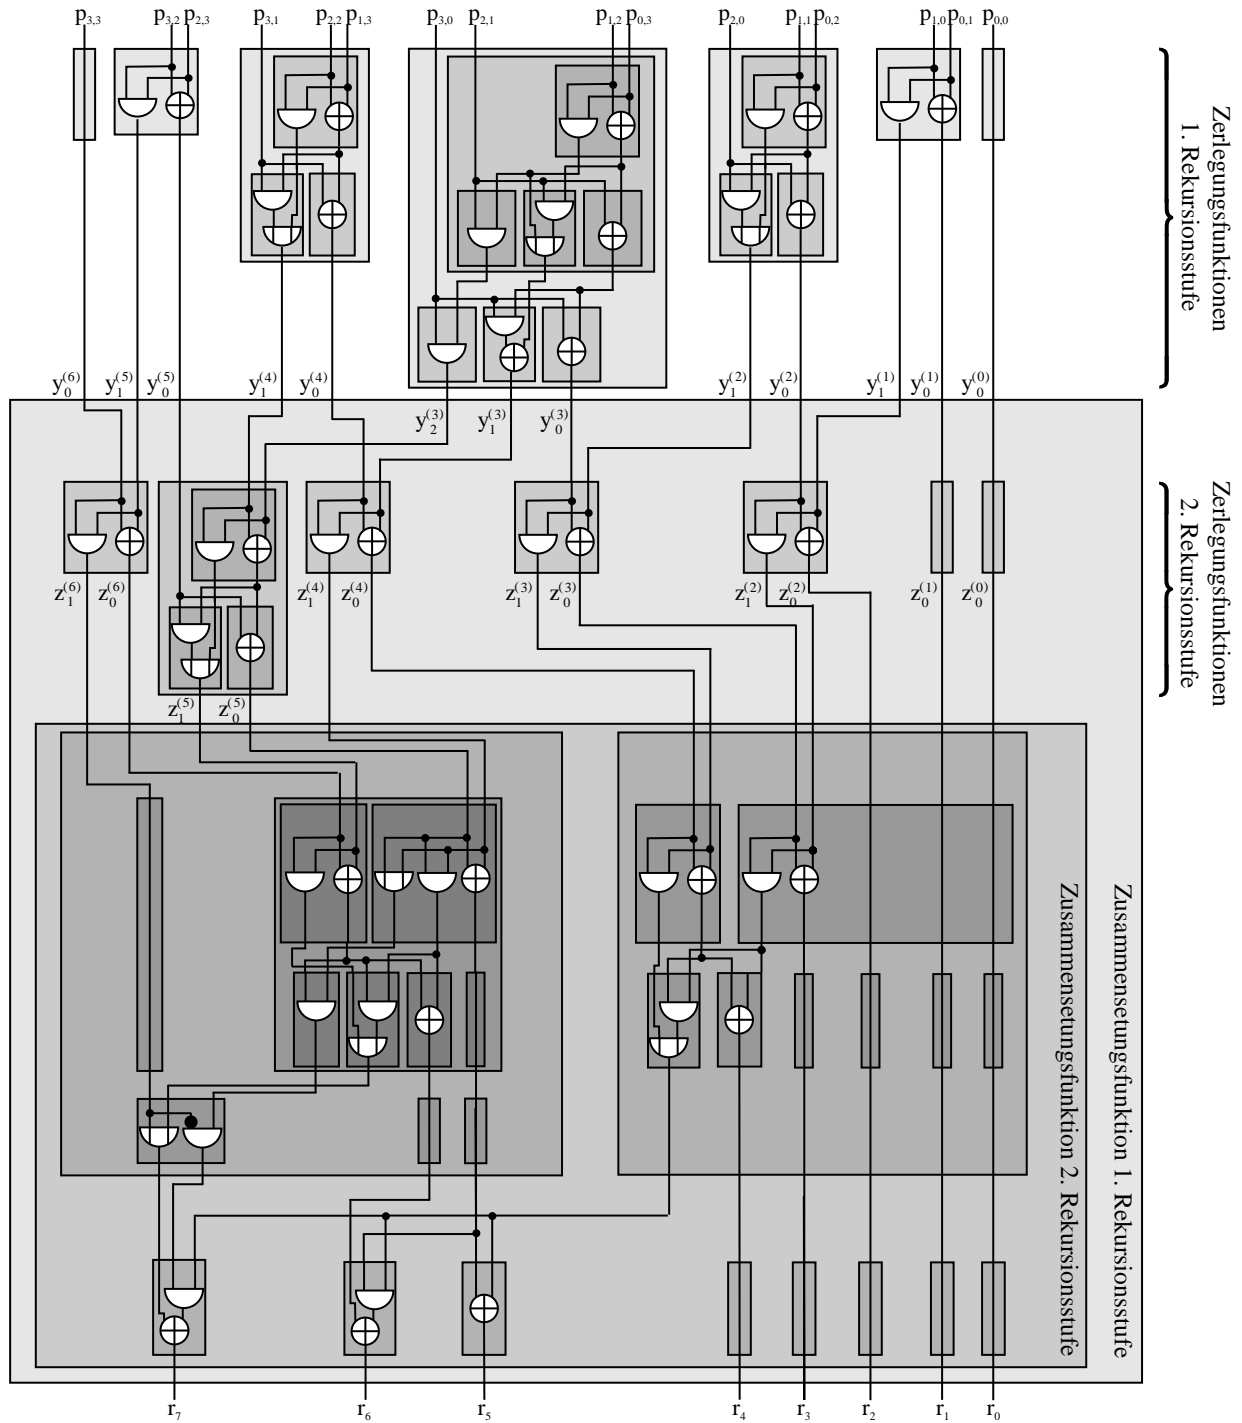 p3,3 p3,2 p2,3 p3,1 p2,2 p1,3 p3,0 p2,1 p1,2 p0,3 p2,0 p1,1 p0,2 p1,0 p0,1 p0,0
Zerlegungsfunktionen
1. Rekursionsstufe
y0(6) y1(5) y0(5) y1(4) y0(4) y1(2) y0(2) y1(1) y0(1) y0(0)
y2(3) y1(3) y0(3)
Zerlegungsfunktionen
2. Rekursionsstufe
z1(6) z0(6) z1(4) z0(4) z1(3) z0(3) z1(2) z0(2) z0(1) z0(0)
z1(5) z0(5)
Zusammensetungsfunktion 1. Rekursionsstufe
Zusammensetungsfunktion 2. Rekursionsstufe
r7 r6 r5 r4 r3 r2 r1 r0